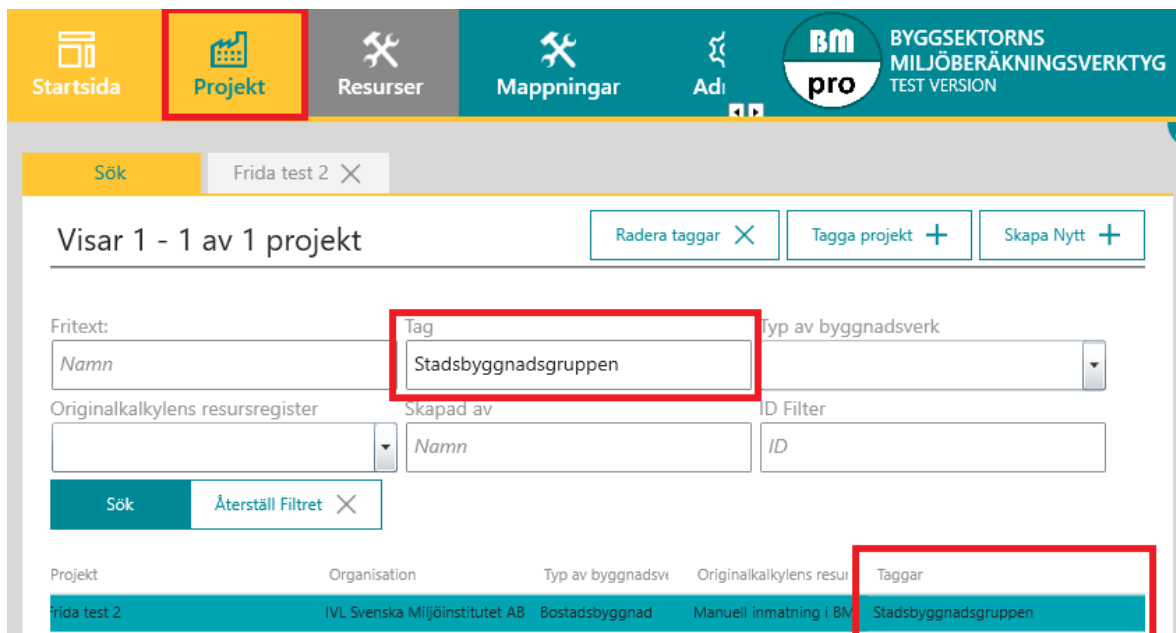 Startsida
Projekt
Resurser
Mappningar
BM
pro
BYGGSEKTORNS
MILJÖBERÄKNINGSVERKTYG
TEST VERSION
Sök
Frida test 2
Visar 1 - 1 av 1 projekt
Radera taggar
Tagga projekt
Skapa Nytt
Fritext:
Tag
Typ av byggnadsverk
Namn
Stadsbyggnadsgruppen
Originalkalkylens resursregister
Skapad av
ID Filter
Namn
ID
Sök
Återställ Filtret
Projekt
Organisation
Typ av byggnadsve
Originalkalkylens resur
Taggar
Frida test 2
IVL Svenska Miljöinstitutet AB
Bostadsbyggnad
Manuell inmatning i BM
Stadsbyggnadsgruppen